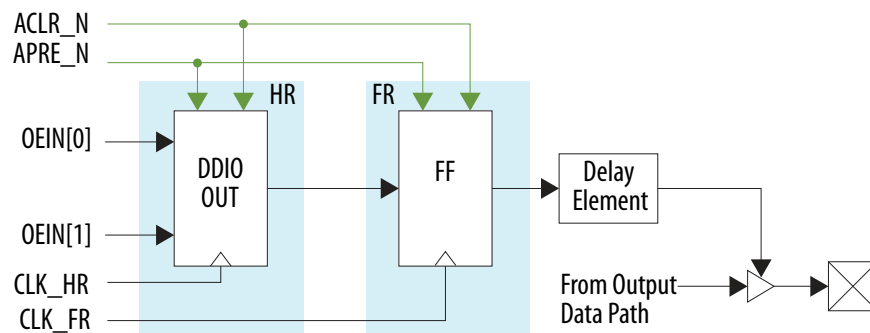 ACLR_N
APRE_N
HR
FR
OEIN[0]
DDIO
OUT
FF
Delay
Element
OEIN[1]
CLK_HR
CLK_FR
From Output
Data Path